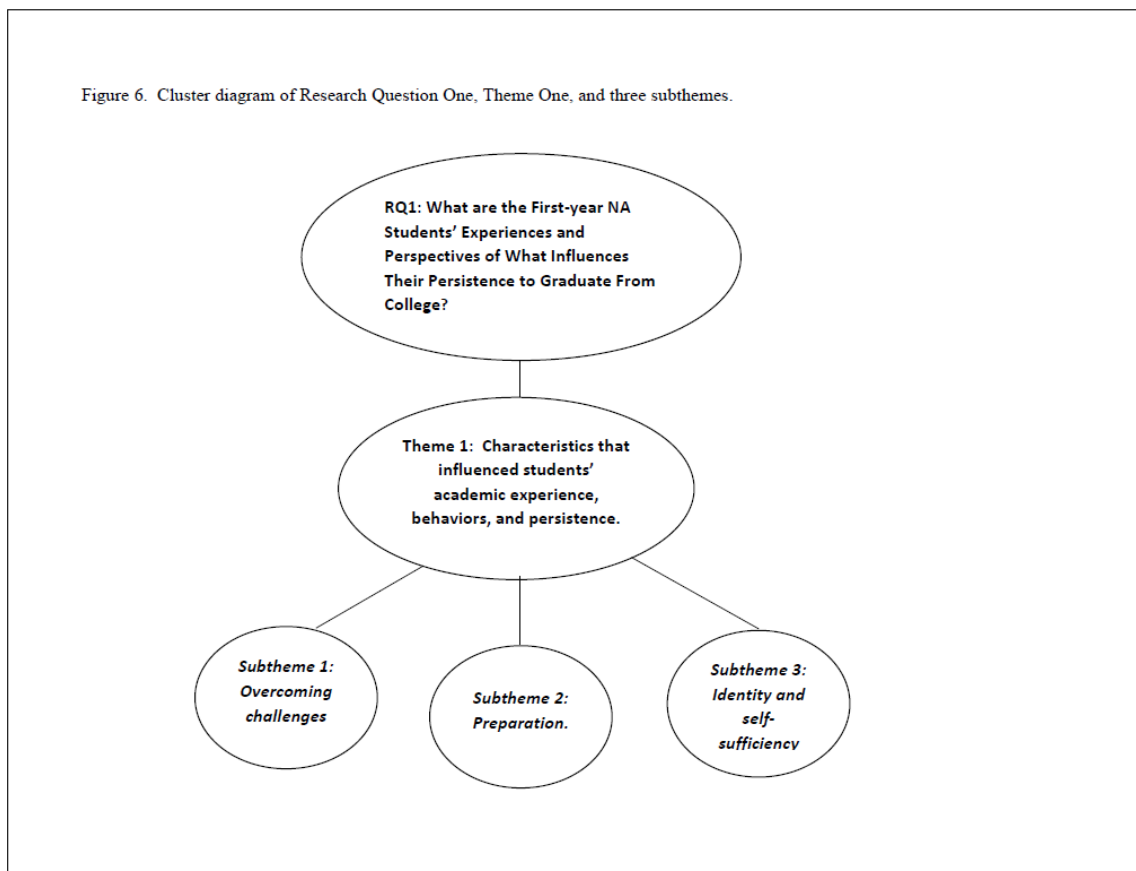 Figure 6.  Cluster diagram of Research Question One, Theme One, and three subthemes.
RQ1: What are the First-year NA
Students’ Experiences and
Perspectives of What Influences
Their Persistence to Graduate From
College?
Theme 1:  Characteristics that
influenced students’
academic experience,
behaviors, and persistence.
Subtheme 1:
Overcoming
challenges
Subtheme 2:
Preparation.
Subtheme 3:
Identity and
self-
sufficiency